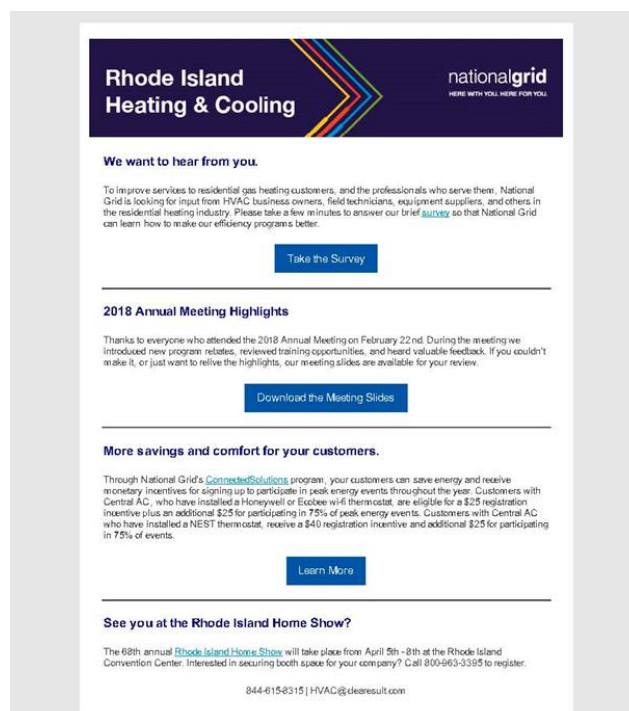 Rhode Island
Heating & Cooling
nationalgrid
HERE WITH YOU. HERE FOR YOU.
We want to hear from you.
To improve services to residential gas heating customers, and the professionals who serve them, National
Grid is looking for input from HVAC business owners, field technicians, equipment suppliers, and others in
the residential heating industry. Please take a few minutes to answer our brief survey so that National Grid
can learn how to make our efficiency programs better.
Take the Survey
2018 Annual Meeting Highlights
Thanks to everyone who attended the 2018 Annual Meeting on February 22nd. During the meeting we
introduced new program rebates, reviewed training opportunities, and heard valuable feedback. If you couldn't
make it, or just want to relive the highlights, our meeting slides are available for your review.
Download the Meeting Slides
More savings and comfort for your customers.
Through National Grid's ConnectedSolutions program, your customers can save energy and receive
monetary incentives for signing up to participate in peak energy events throughout the year. Customers with
Central AC, who have installed a Honeywell or Ecobee wi-fi thermostat, are eligible for a $25 registration
incentive plus an additional $25 for participating in 75% of peak energy events. Customers with Central AC
who have installed a NEST thermostat, receive a $40 registration incentive and additional $25 for participating
in 75% of events.
Learn More
See you at the Rhode Island Home Show?
The 68th annual Rhode Island Home Show will take place from April 5th - 8th at the Rhode Island
Convention Center. Interested in securing booth space for your company? Call 800-963-3395 to register.
844-615-8315 | HVAC@clearesult.com